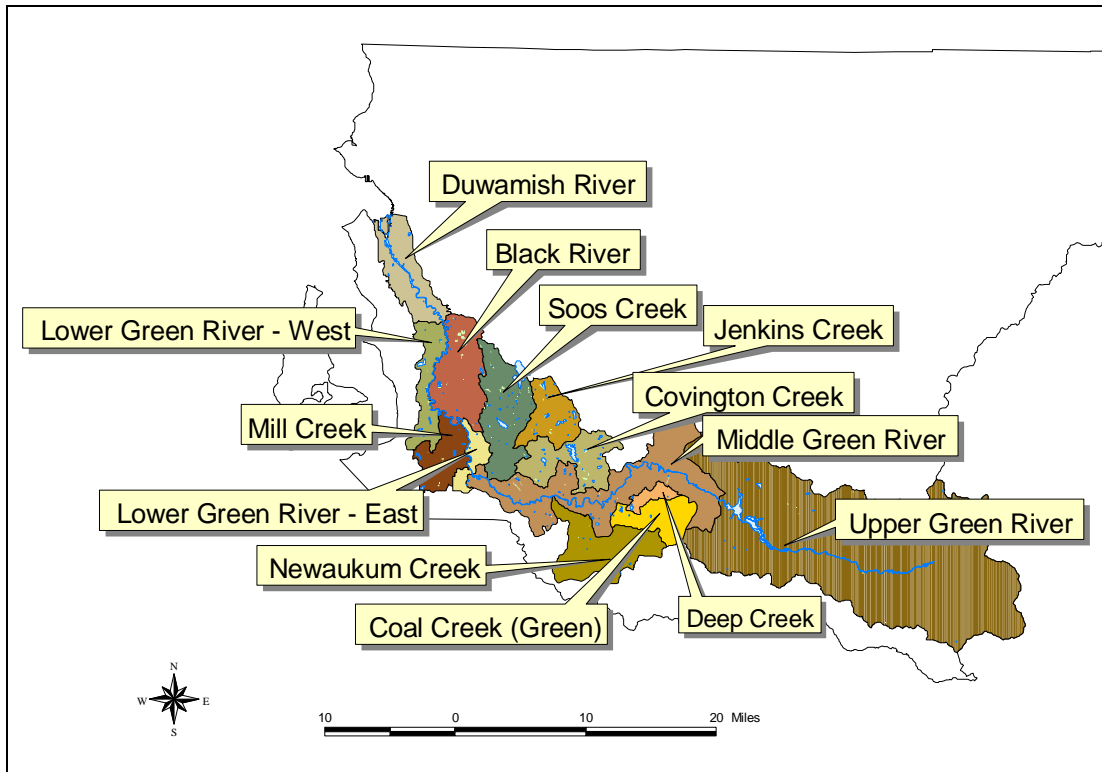 Duwamish River
Black River
Soos Creek
Lower Green River - West
Jenkins Creek
Covington Creek
Mill Creek
Middle Green River
Lower Green River - East
Upper Green River
Newaukum Creek
Deep Creek
Coal Creek (Green)
N
W E
S
10 0 10 20 Miles